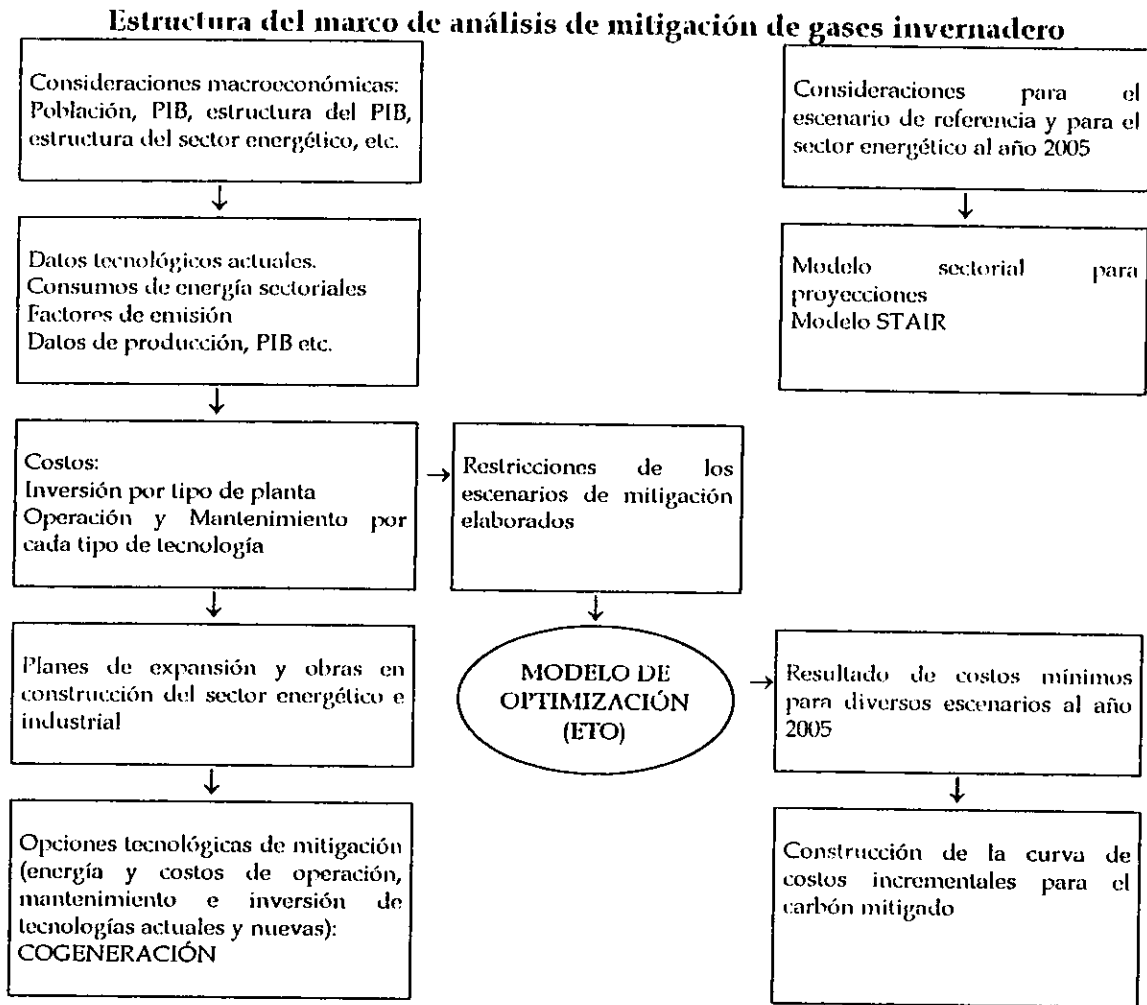 Estructura del marco de análisis de mitigación de gases invernadero
Consideraciones macroeconómicas:
Población, PIB, estructura del PIB,
estructura del sector energético, etc.
Consideraciones para el
escenario de referencia y para el
sector energético al año 2005
↓
↓
Datos tecnológicos actuales.
Consumos de energía sectoriales
Factores de emisión
Datos de producción, PIB etc.
Modelo sectorial para
proyecciones
Modelo STAIR
↓
Costos:
Inversión por tipo de planta
Operación y Mantenimiento por
cada tipo de tecnología
→
Restricciones de los
escenarios de mitigación
elaborados
↓
↓
Planes de expansión y obras en
construcción del sector energético e
industrial
MODELO DE
OPTIMIZACIÓN
(ETO)
→
Resultado de costos mínimos
para diversos escenarios al año
2005
↓
↓
Opciones tecnológicas de mitigación
(energía y costos de operación,
mantenimiento e inversión de
tecnologías actuales y nuevas):
COGENERACIÓN
Construcción de la curva de
costos incrementales para el
carbón mitigado